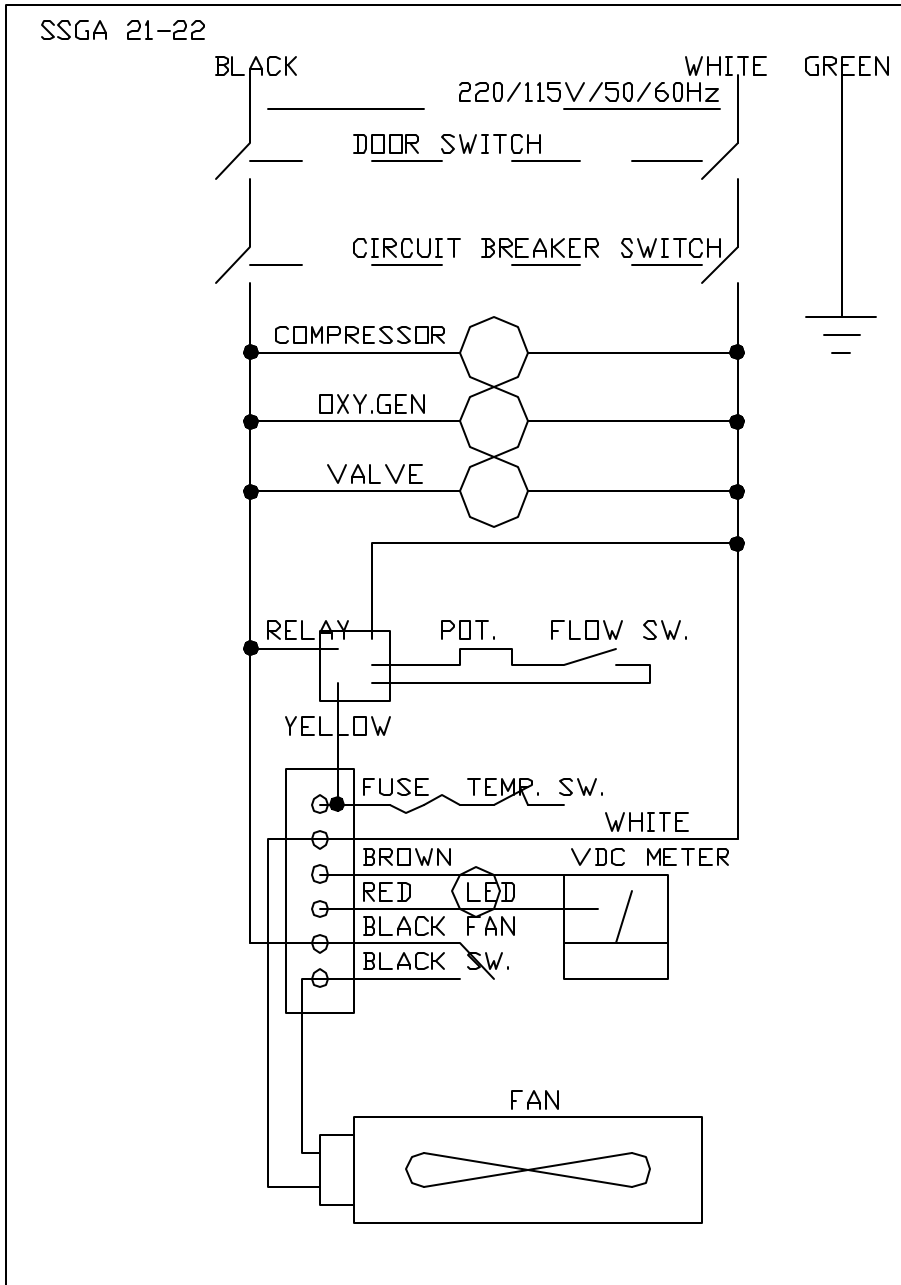 SSGA 21-22
BLACK WHITE GREEN
220/115V/50/60Hz
DOOR SWITCH
CIRCUIT BREAKER SWITCH
COMPRESSOR
OXY.GEN
VALVE
RELAY POT. FLOW SW.
YELLOW
FUSE TEMP. SW.
WHITE
BROWN VDC METER
RED LED
BLACK FAN
BLACK SW.
FAN